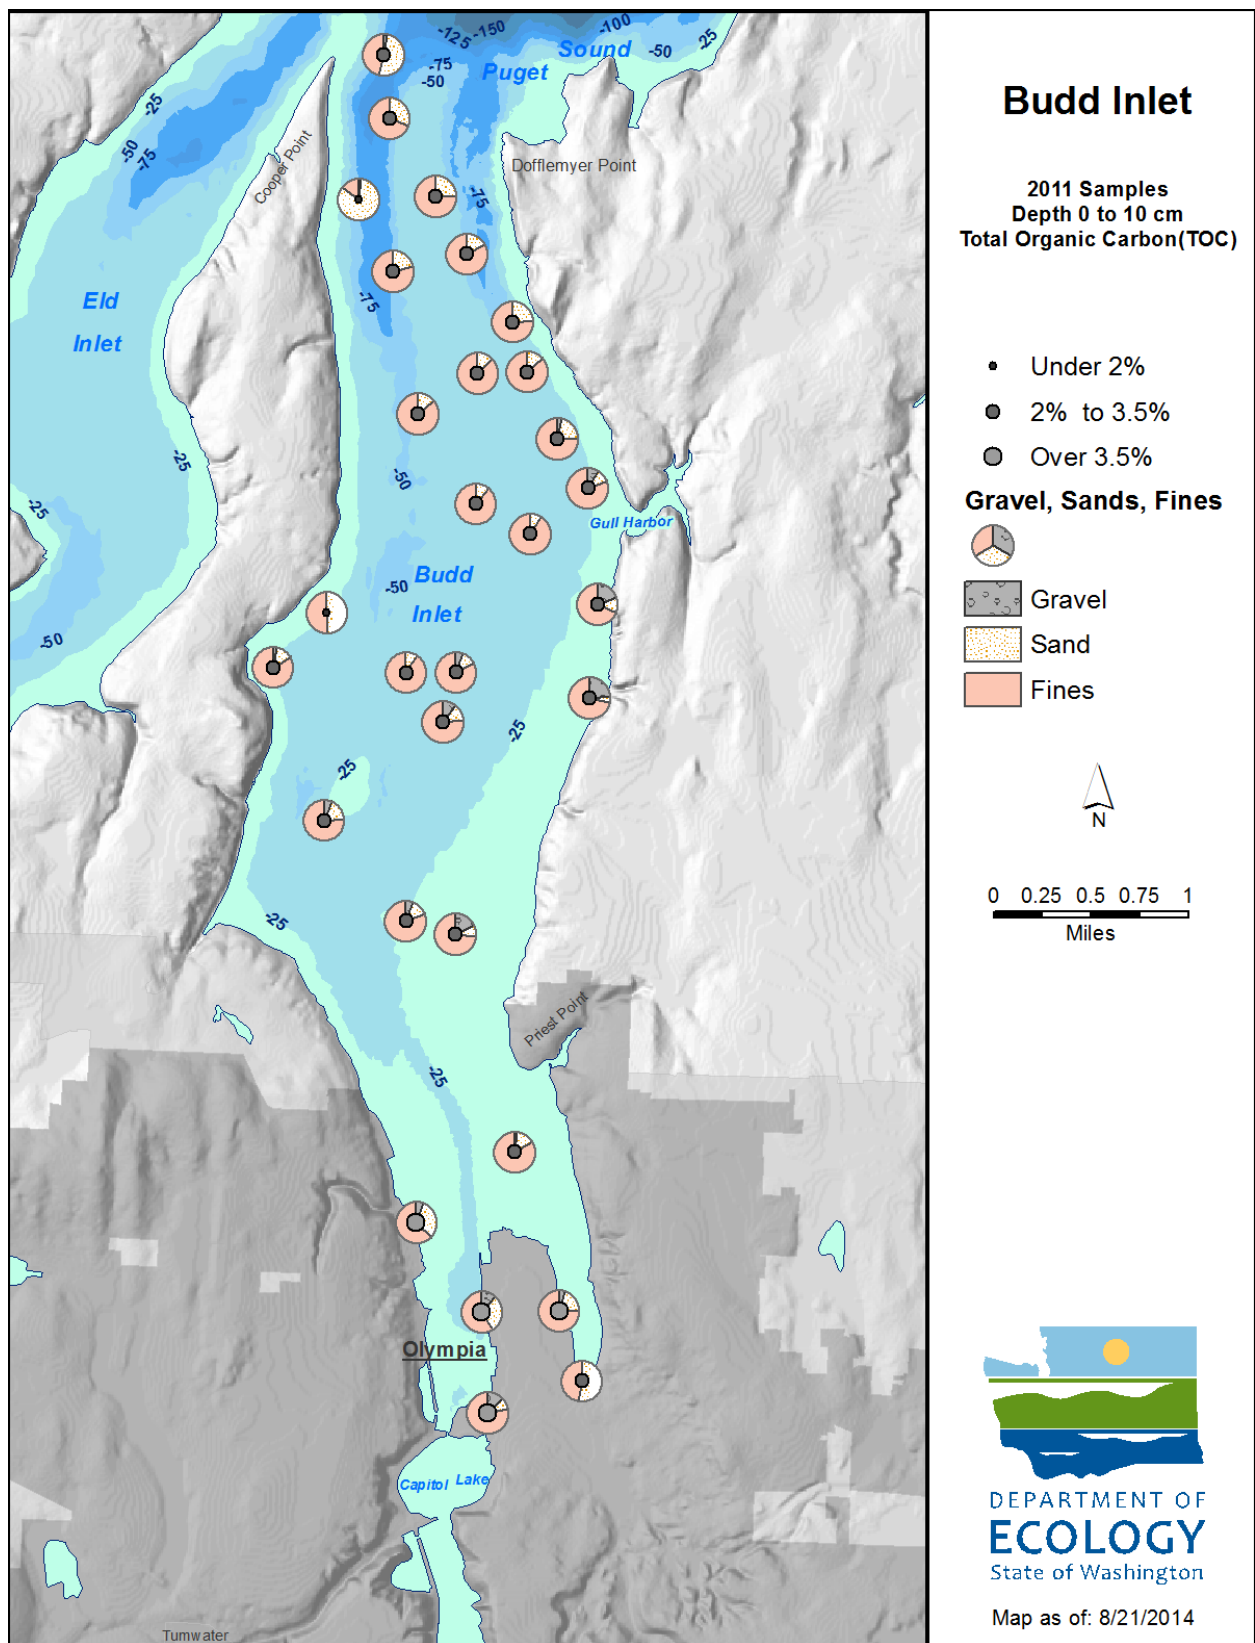 -100
-125
-150
-25
Sound
-50
-75
Puget
-50
-25
Cooper Point
Dofflemyer Point
-50
-75
-75
Eld
-75
Inlet
-25
-50
-25
Gull Harbor
Budd
-50
Inlet
-50
-25
-25
-25
Priest Point
-25
Olympia
Capitol Lake
Tumwater
Budd Inlet
2011 Samples
Depth 0 to 10 cm
Total Organic Carbon(TOC)
Under 2%
2% to 3.5%
Over 3.5%
Gravel, Sands, Fines
Gravel
Sand
Fines
N
0 0.25 0.5 0.75 1
Miles
DEPARTMENT OF
ECOLOGY
State of Washington
Map as of: 8/21/2014